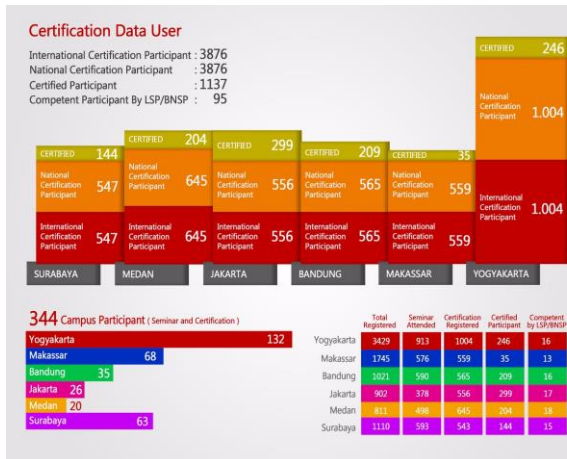 Certification Data User
International Certification Participant : 3876
National Certification Participant : 3876
Certified Participant : 1137
Competent Participant By LSP/BNSP : 95
CERTIFIED 144
National Certification Participant 547
International Certification Participant 547
SURABAYA
CERTIFIED 204
National Certification Participant 645
International Certification Participant 645
MEDAN
CERTIFIED 299
National Certification Participant 556
International Certification Participant 556
JAKARTA
CERTIFIED 209
National Certification Participant 565
International Certification Participant 565
BANDUNG
CERTIFIED 35
National Certification Participant 559
International Certification Participant 559
MAKASSAR
CERTIFIED 246
National Certification Participant 1.004
International Certification Participant 1.004
YOGYAKARTA
344 Campus Participant ( Seminar and Certification )
Yogyakarta 132
Makassar 68
Bandung 35
Jakarta 26
Medan 20
Surabaya 63
Total Registered Seminar Attended Certification Registered Certified Participant Competent by LSP/BNSP
Yogyakarta 3429 913 1004 246 16
Makassar 1745 576 559 35 13
Bandung 1021 590 565 209 16
Jakarta 902 378 556 299 17
Medan 811 498 645 204 18
Surabaya 1110 593 543 144 15